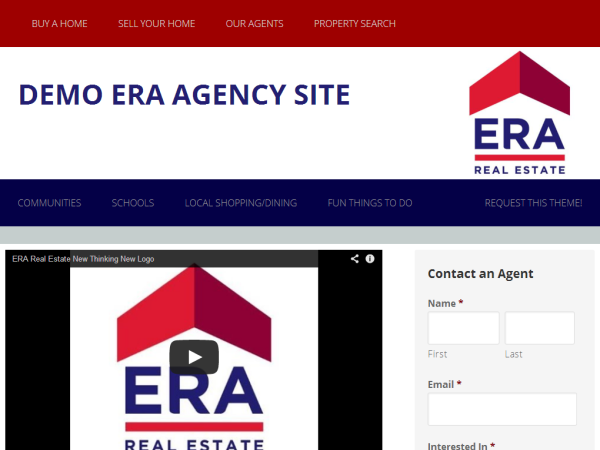 BUY A HOME SELL YOUR HOME OUR AGENTS PROPERTY SEARCH
DEMO ERA AGENCY SITE
ERA
REAL ESTATE
COMMUNITIES SCHOOLS LOCAL SHOPPING/DINING FUN THINGS TO DO REQUEST THIS THEME!
ERA Real Estate New Thinking New Logo
ERA
REAL ESTATE
Contact an Agent
Name *
First Last
Email *
Interested In *